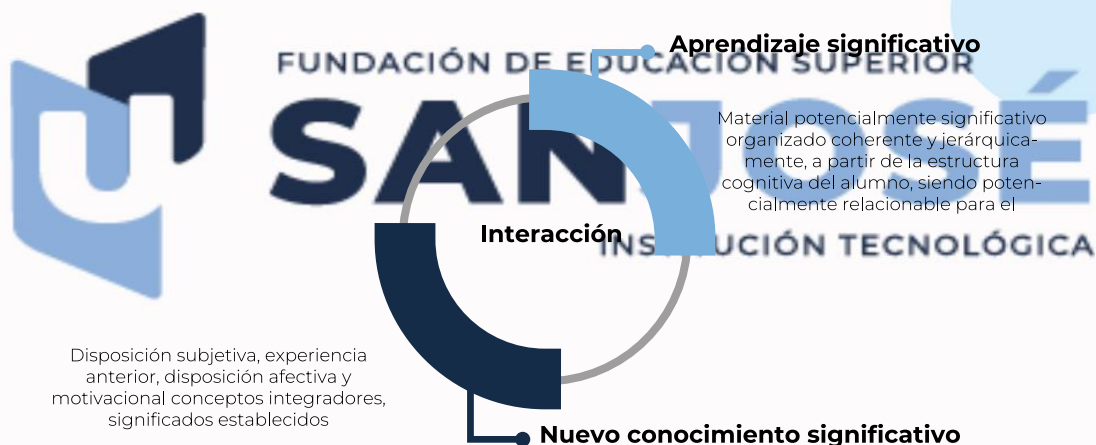 Aprendizaje significativo
FUNDACIÓN DE EDUCACIÓN SUPERIOR
SAN JOSÉ
INSTITUCIÓN TECNOLÓGICA
Material potencialmente significativo
organizado coherente y jerárquica-
mente, a partir de la estructura
cognitiva del alumno, siendo poten-
cialmente relacionable para el
Interacción
Disposición subjetiva, experiencia
anterior, disposición afectiva y
motivacional conceptos integradores,
significados establecidos
Nuevo conocimiento significativo